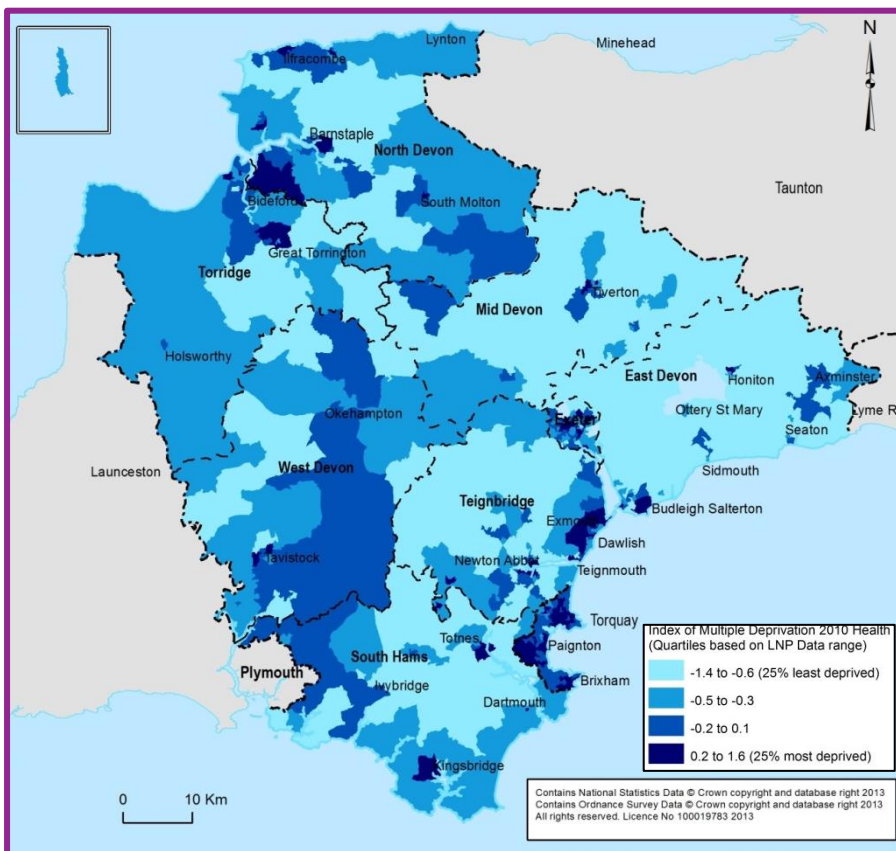 Lynton
Minehead
N
Ilfracombe
Barnstaple
North Devon
Taunton
Bideford
South Molton
Great Torrington
Torridge
Tiverton
Mid Devon
Holsworthy
East Devon
Honiton
Axminster
Okehampton
Ottery St Mary
Exeter
Lyme R
Seaton
Launceston
West Devon
Sidmouth
Teignbridge
Exmo
Budleigh Salterton
Dawlish
Tavistock
Newton Abbot
Teignmouth
Torquay
Totnes
Paignton
South Hams
Plymouth
Ivybridge
Dartmouth
Brixham
Kingsbridge
0 10 Km
Index of Multiple Deprivation 2010 Health
(Quartiles based on LNP Data range)
-1.4 to -0.6 (25% least deprived)
-0.5 to -0.3
-0.2 to 0.1
0.2 to 1.6 (25% most deprived)
Contains National Statistics Data © Crown copyright and database right 2013
Contains Ordnance Survey Data © Crown copyright and database right 2013
All rights reserved. Licence No 100019783 2013